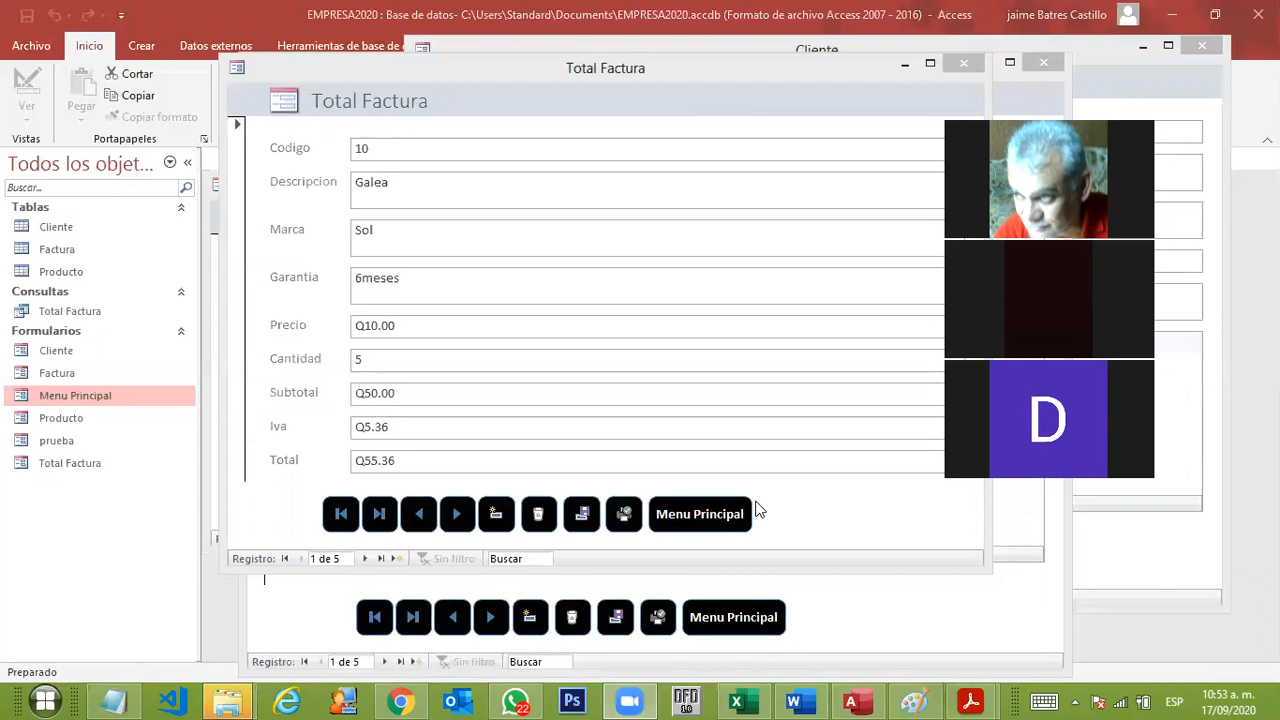 EMPRESA2020 : Base de datos- C:\Users\Standard\Documents\EMPRESA2020.accdb (Formato de archivo Access 2007 - 2016) - Access
jaime Batres Castillo
Archivo
Inicio
Crear
Datos externos
Herramientas de base de
Cliente
Ver
Pegar
Cortar
Copiar
Copiar formato
Vistas
Portapapeles
Todos los objet...
Buscar...
Tablas
Cliente
Factura
Producto
Consultas
Total Factura
Formularios
Cliente
Factura
Menu Principal
Producto
prueba
Total Factura
Total Factura
Total Factura
Codigo 10
Descripcion Galea
Marca Sol
Garantia 6meses
Precio Q10.00
Cantidad 5
Subtotal Q50.00
Iva Q5.36
Total Q55.36
Menu Principal
Registro: 1 de 5 Sin filtro Buscar
Menu Principal
Registro: 1 de 5 Sin filtro Buscar
D
Preparado
22
DFD
ESP
10:53 a. m.
17/09/2020